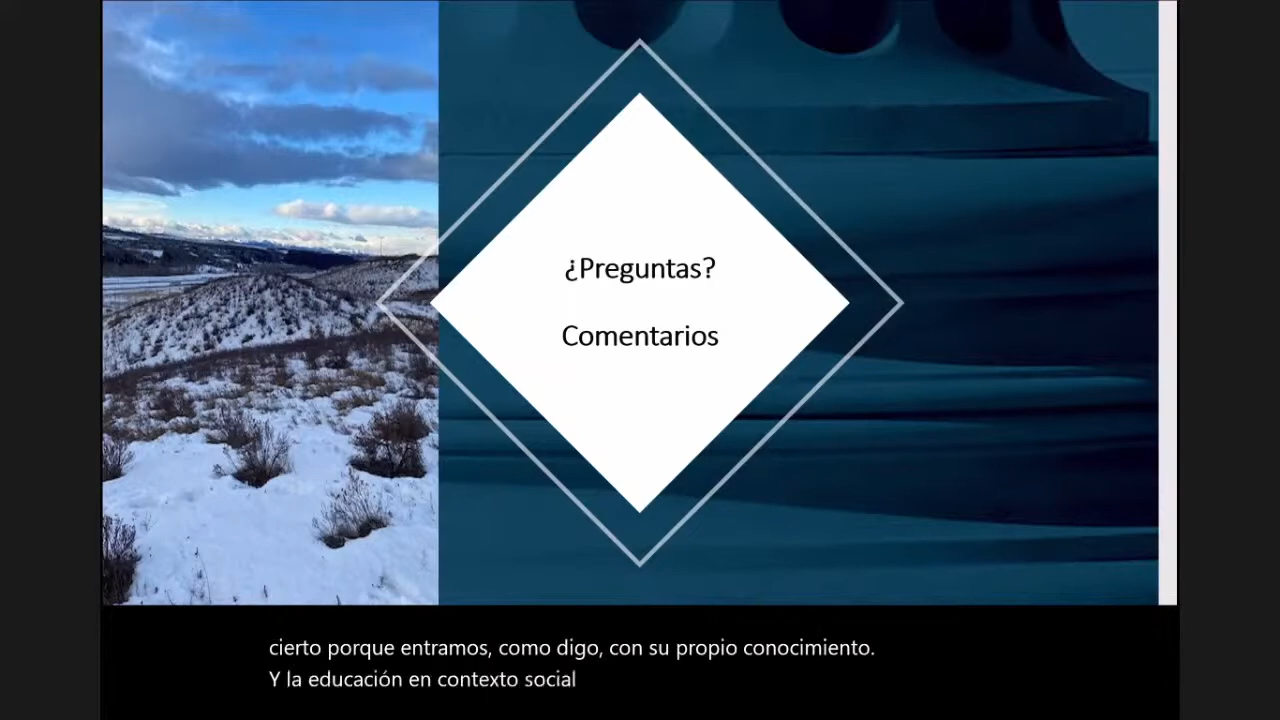 ¿Preguntas?
Comentarios
cierto porque entramos, como digo, con su propio conocimiento.
Y la educación en contexto social